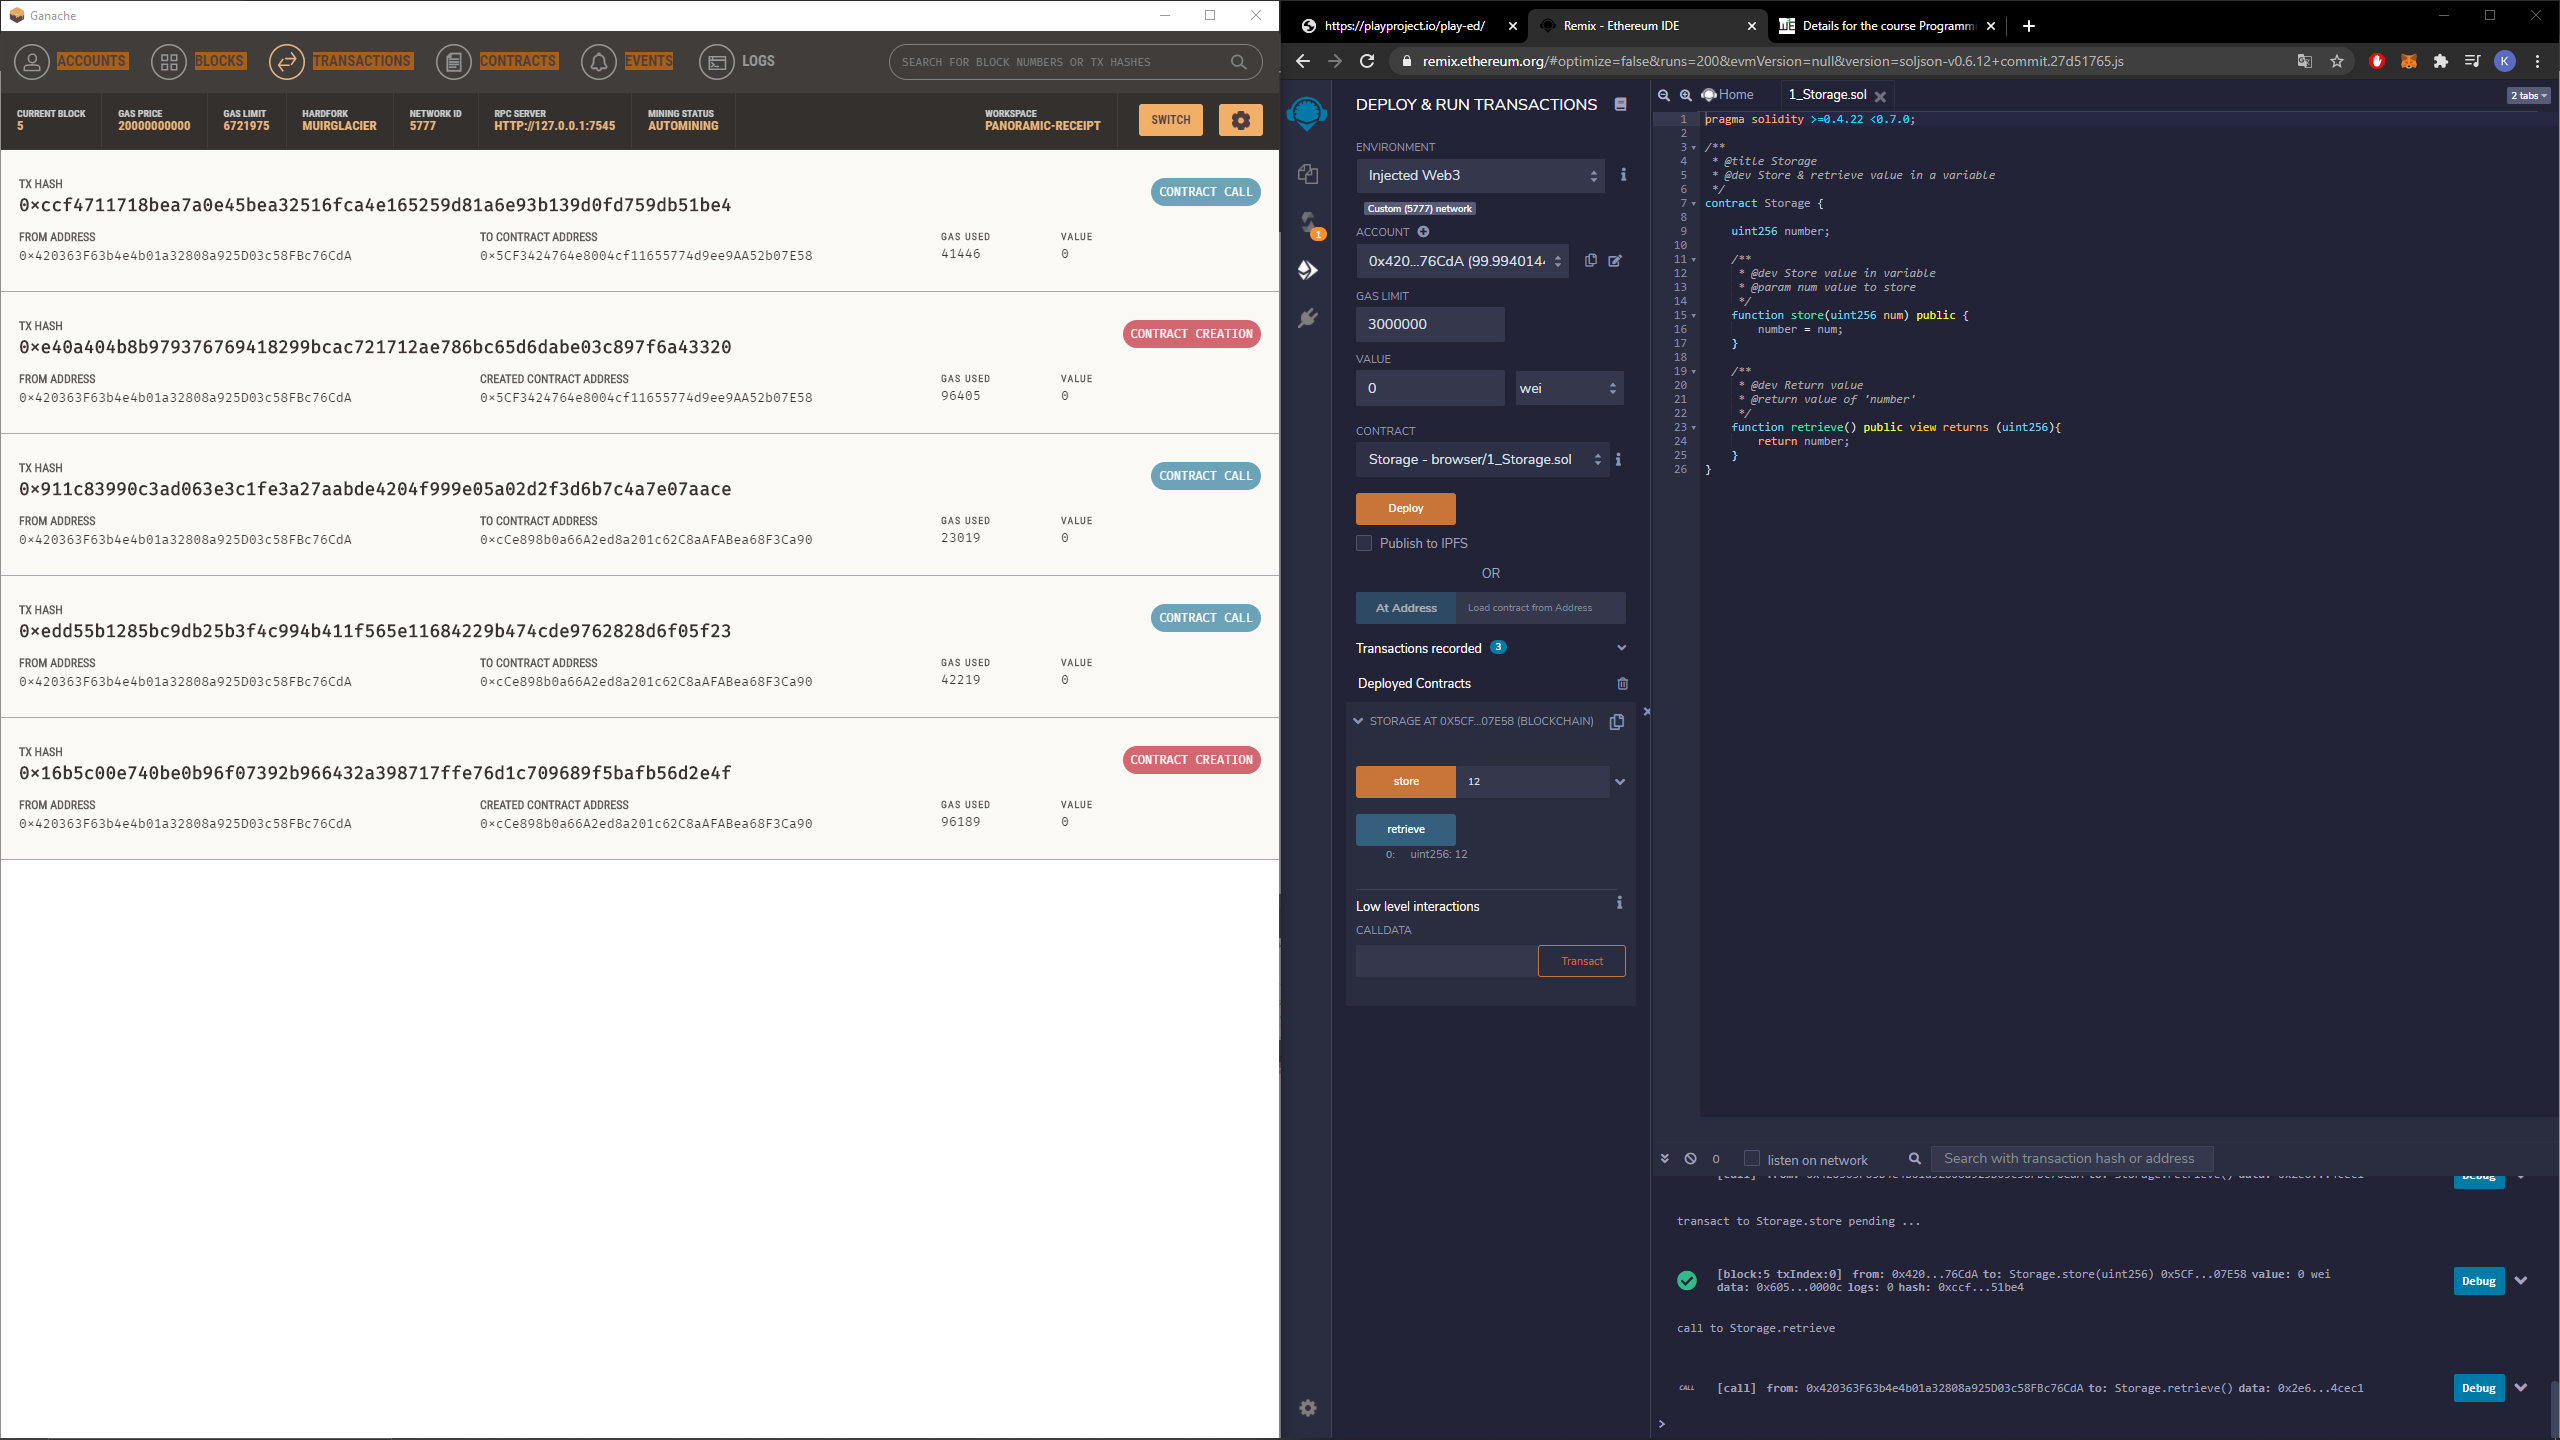 Ganache
ACCOUNTS BLOCKS TRANSACTIONS CONTRACTS EVENTS LOGS SEARCH FOR BLOCK NUMBERS OR TX HASHES
CURRENT BLOCK GAS PRICE GAS LIMIT HARDFORK NETWORK ID RPC SERVER MINING STATUS WORKSPACE SWITCH
5 20000000000 6721975 MUIRGLACIER 5777 HTTP://127.0.0.1:7545 AUTOMINING PANORAMIC-RECEIPT
TX HASH
0×ccf4711718bea7a0e45bea32516fca4e165259d81a6e93b139d0fd759db51be4 CONTRACT CALL
FROM ADDRESS TO CONTRACT ADDRESS GAS USED VALUE
0×420363F63b4e4b01a32808a925D03c58FBc76CdA 0×5CF3424764e8004cf11655774d9ee9AA52b07E58 41446 0
TX HASH
0×e40a404b8b979376769418299bcac721712ae786bc65d6dabe03c897f6a43320 CONTRACT CREATION
FROM ADDRESS CREATED CONTRACT ADDRESS GAS USED VALUE
0×420363F63b4e4b01a32808a925D03c58FBc76CdA 0×5CF3424764e8004cf11655774d9ee9AA52b07E58 96405 0
TX HASH
0×911c83990c3ad063e3c1fe3a27aabde4204f999e05a02d2f3d6b7c4a7e07aace CONTRACT CALL
FROM ADDRESS TO CONTRACT ADDRESS GAS USED VALUE
0×420363F63b4e4b01a32808a925D03c58FBc76CdA 0×cCe898b0a66A2ed8a201c62C8aAFABea68F3Ca90 23019 0
TX HASH
0×edd55b1285bc9db25b3f4c994b411f565e11684229b474cde9762828d6f05f23 CONTRACT CALL
FROM ADDRESS TO CONTRACT ADDRESS GAS USED VALUE
0×420363F63b4e4b01a32808a925D03c58FBc76CdA 0×cCe898b0a66A2ed8a201c62C8aAFABea68F3Ca90 42219 0
TX HASH
0×16b5c00e740be0b96f07392b966432a398717ffe76d1c709689f5bafb56d2e4f CONTRACT CREATION
FROM ADDRESS CREATED CONTRACT ADDRESS GAS USED VALUE
0×420363F63b4e4b01a32808a925D03c58FBc76CdA 0×cCe898b0a66A2ed8a201c62C8aAFABea68F3Ca90 96189 0
https://playproject.io/play-ed/ Remix - Ethereum IDE Details for the course Programmi
remix.ethereum.org/#optimize=false&runs=200&evmVersion=null&version=soljson-v0.6.12+commit.27d51765.js K
DEPLOY & RUN TRANSACTIONS
ENVIRONMENT
Injected Web3
Custom (5777) network
1
ACCOUNT
0x420...76CdA (99.9940144
GAS LIMIT
3000000
VALUE
0 wei
CONTRACT
Storage - browser/1_Storage.sol
Deploy
Publish to IPFS
OR
At Address Load contract from Address
Transactions recorded 3
Deployed Contracts
STORAGE AT 0X5CF...07E58 (BLOCKCHAIN)
store 12
retrieve
0: uint256: 12
Low level interactions
CALLDATA
Transact
Home 1_Storage.sol 2 tabs
1 pragma solidity >=0.4.22 <0.7.0;
2
3 /**
4 * @title Storage
5 * @dev Store & retrieve value in a variable
6 */
7 contract Storage {
8
9 uint256 number;
10
11 /**
12 * @dev Store value in variable
13 * @param num value to store
14 */
15 function store(uint256 num) public {
16 number = num;
17 }
18
19 /**
20 * @dev Return value
21 * @return value of 'number'
22 */
23 function retrieve() public view returns (uint256){
24 return number;
25 }
26 }
0 listen on network Search with transaction hash or address
[call] from: 0x420363F63b4e4b01a32808a925D03c58FBc76CdA to: Storage.retrieve() data: 0x2e6...4cec1 Debug
transact to Storage.store pending ...
[block:5 txIndex:0] from: 0x420...76CdA to: Storage.store(uint256) 0x5CF...07E58 value: 0 wei
data: 0x605...0000c logs: 0 hash: 0xccf...51be4 Debug
call to Storage.retrieve
CALL [call] from: 0x420363F63b4e4b01a32808a925D03c58FBc76CdA to: Storage.retrieve() data: 0x2e6...4cec1 Debug
>